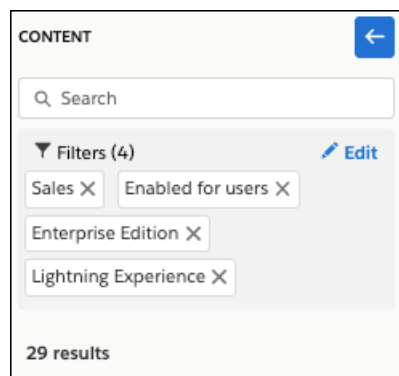 CONTENT
Search
Filters (4) Edit
Sales Enabled for users
Enterprise Edition
Lightning Experience
29 results